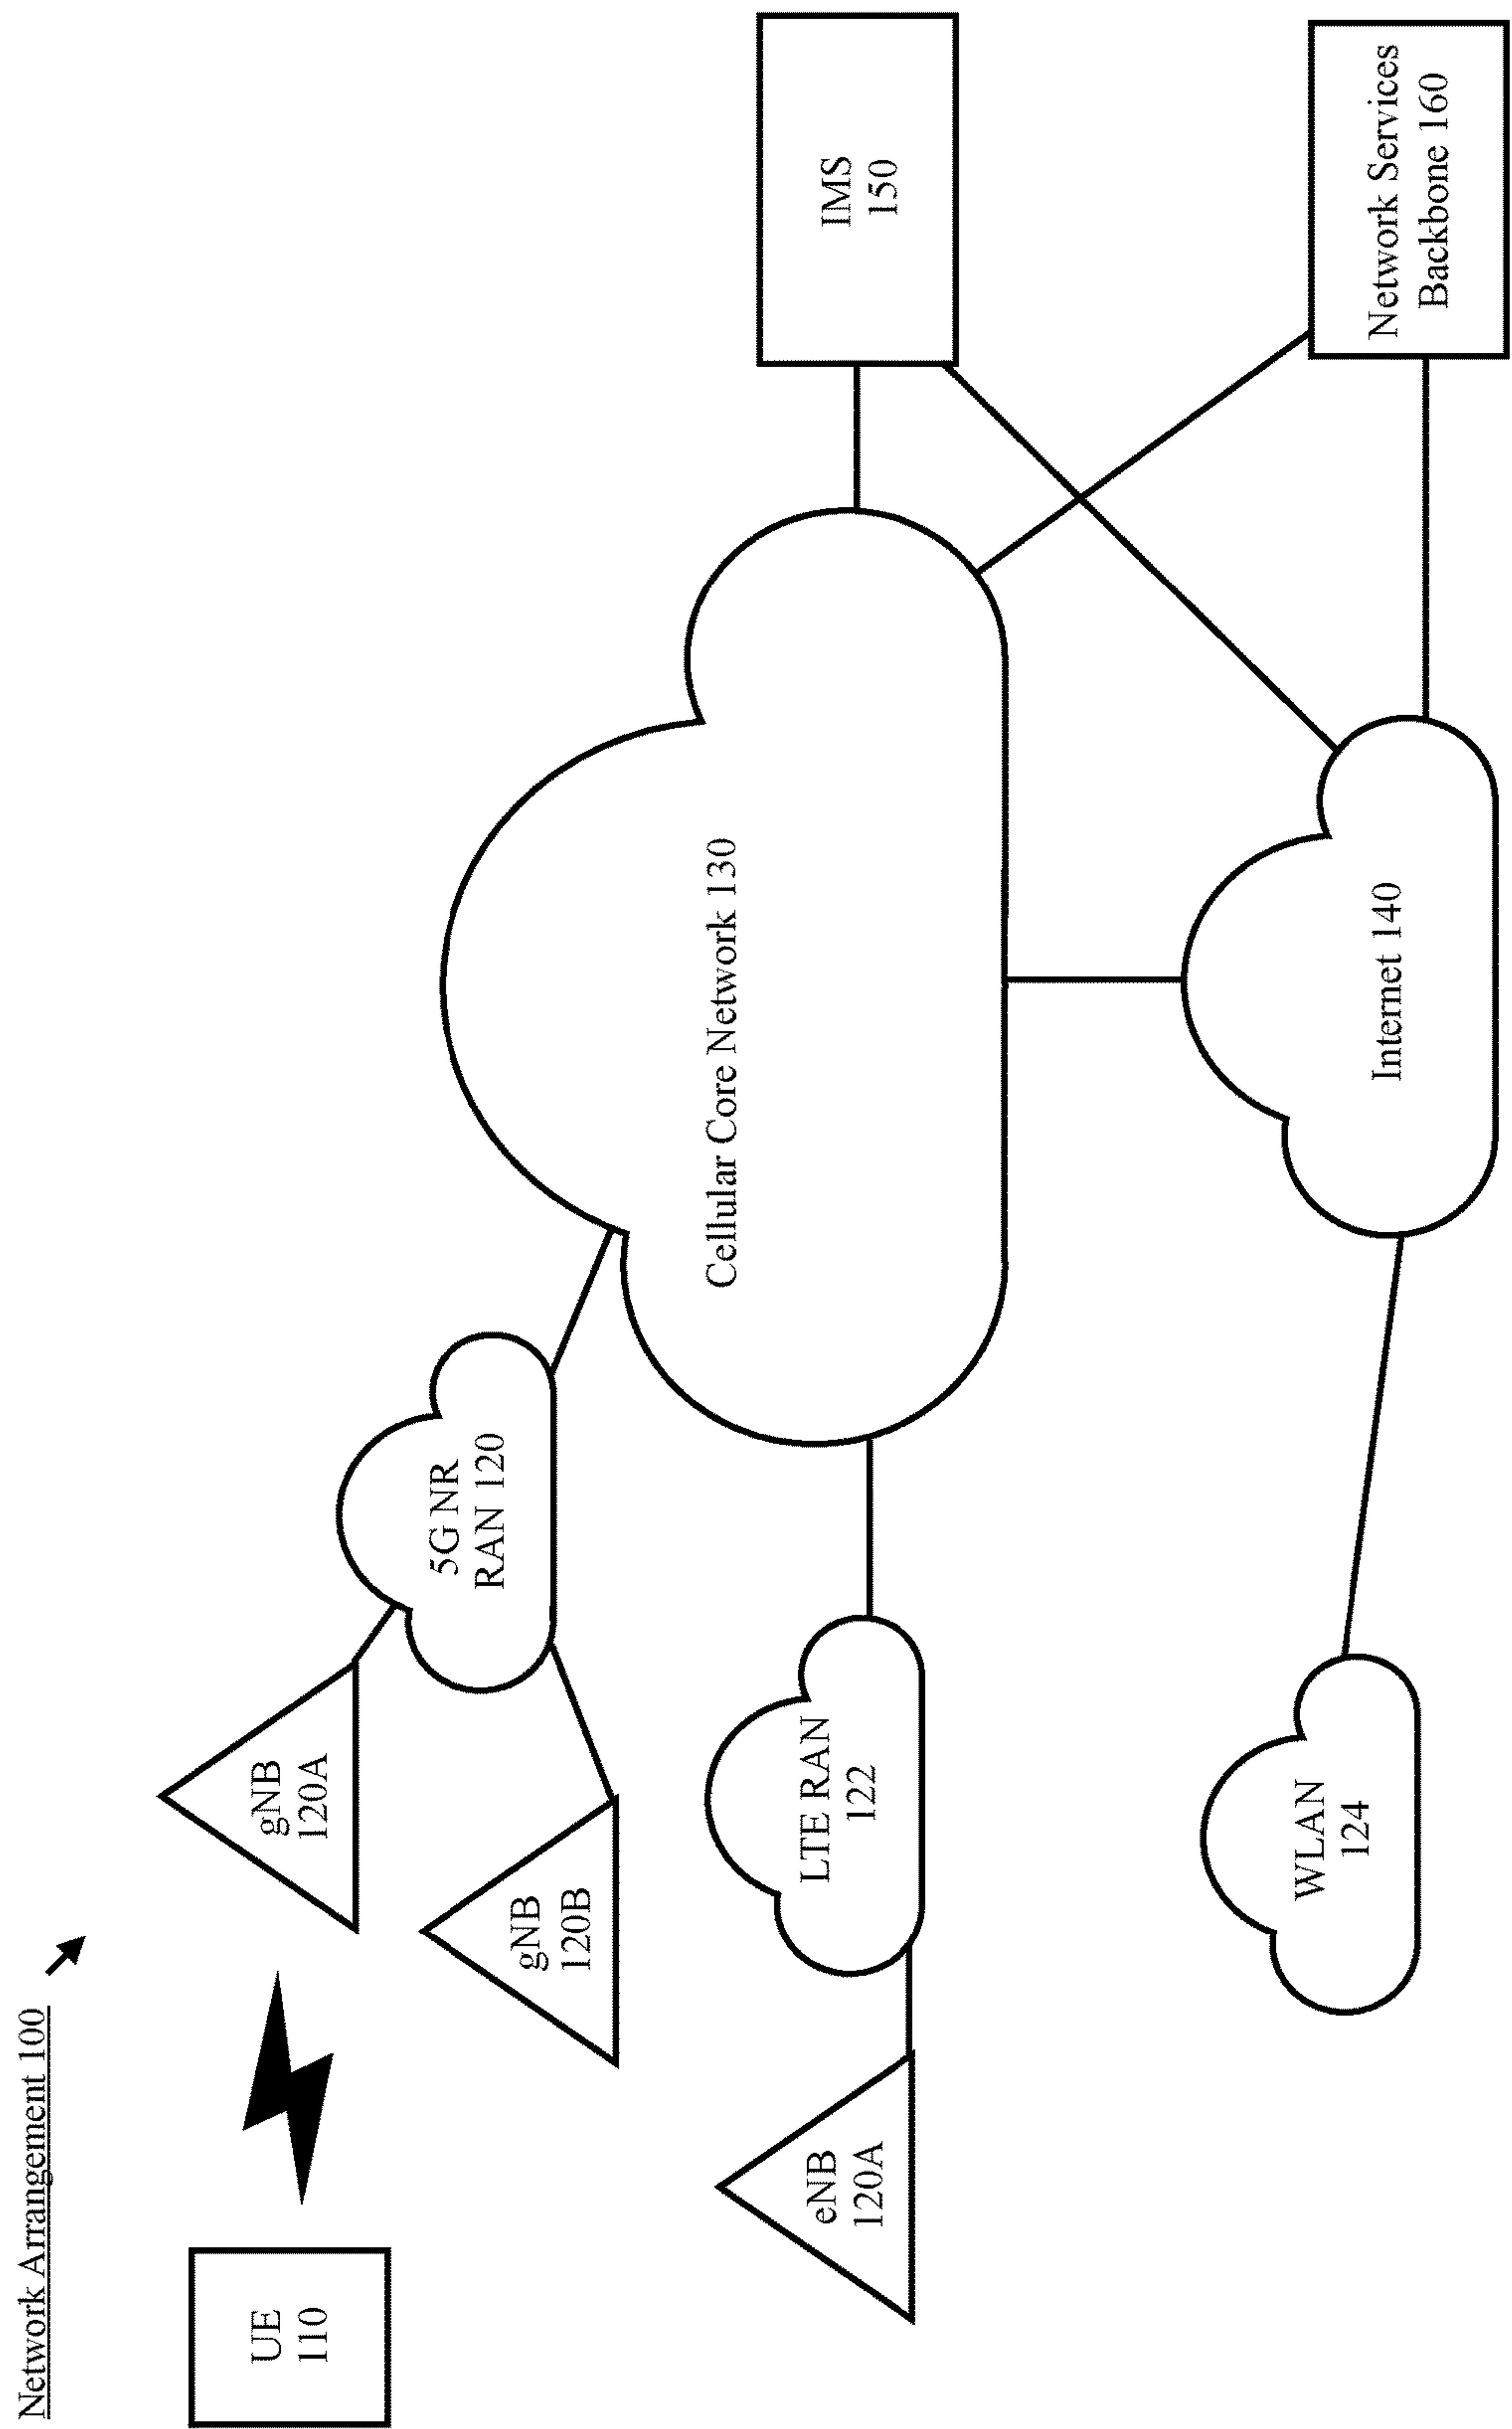 Network Arrangement 100
UE
110
gNB
120A
gNB
120B
5G NR
RAN 120
eNB
120A
LTE RAN
122
Cellular Core Network 130
IMS
150
WLAN
124
Internet 140
Network Services
Backbone 160